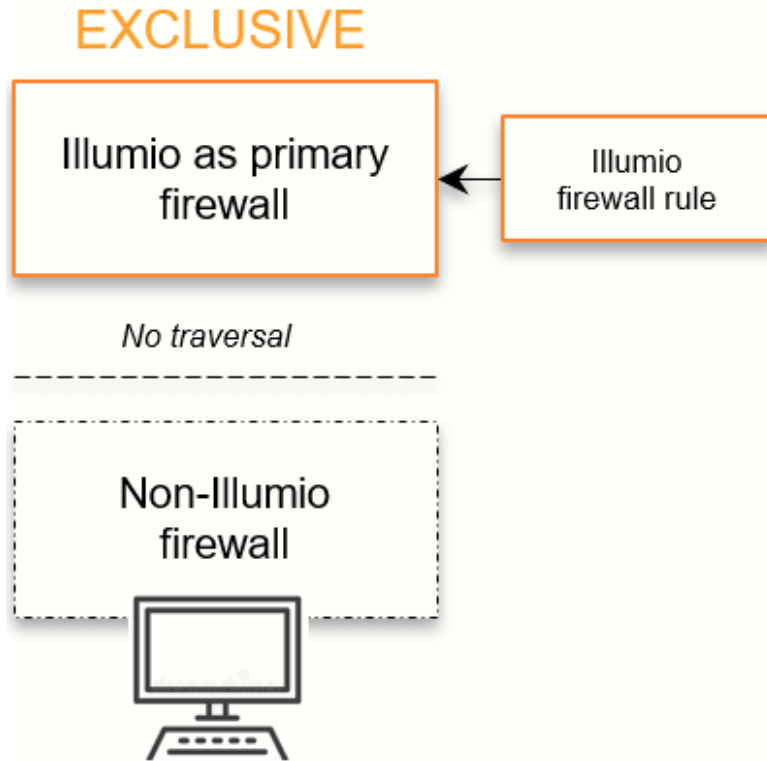 EXCLUSIVE
Illumio as primary
firewall
Illumio
firewall rule
No traversal
Non-Illumio
firewall